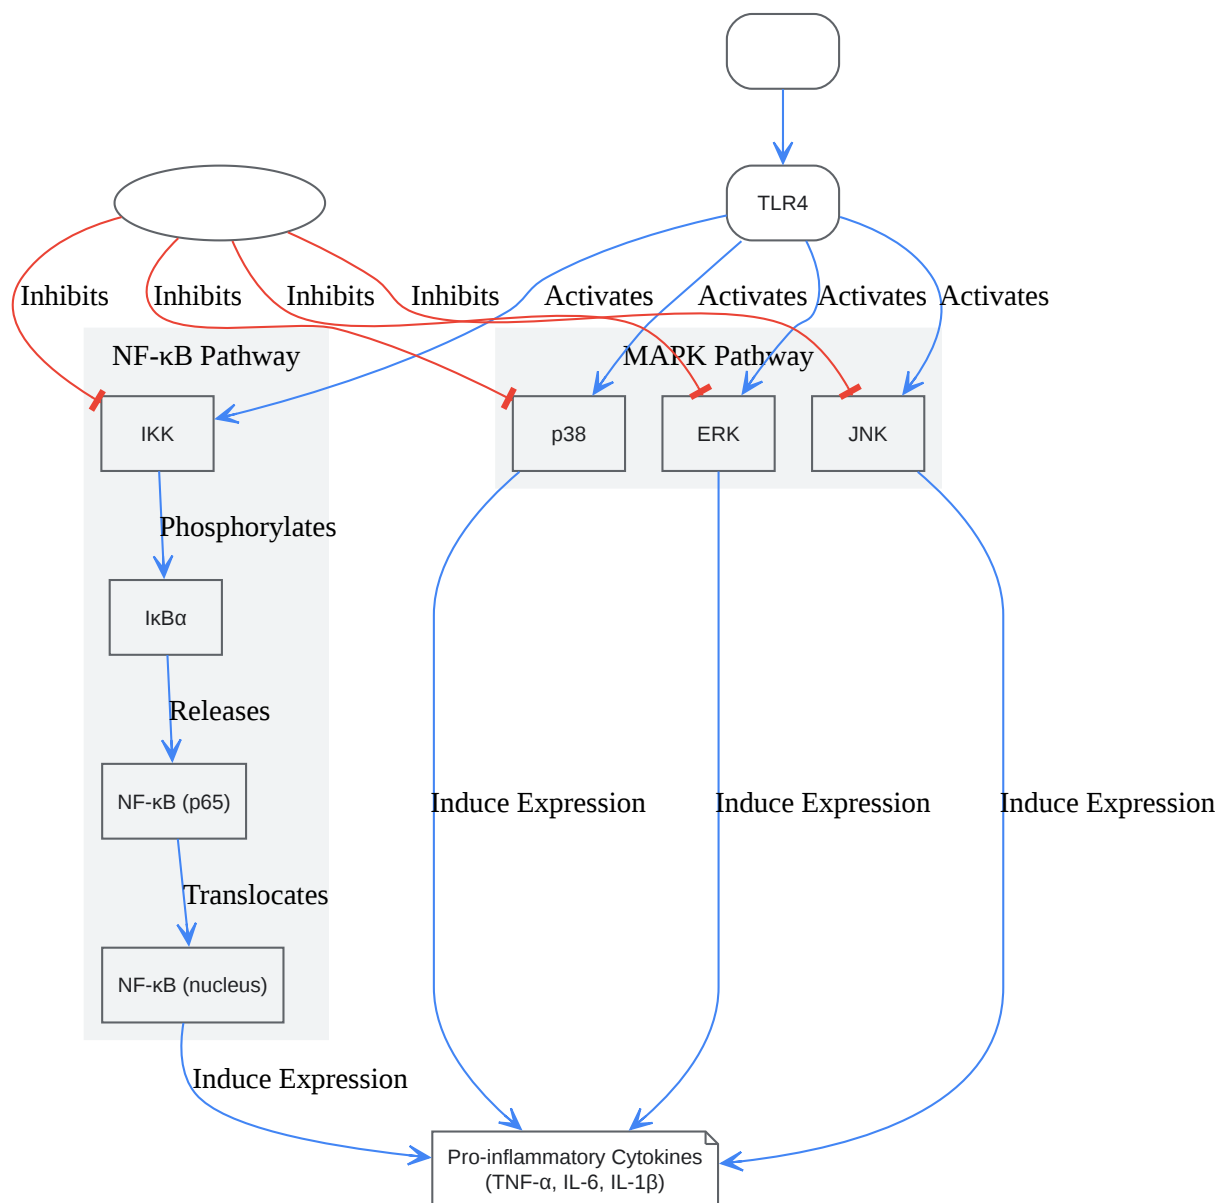 TLR4
Inhibits
Inhibits
Inhibits
Inhibits
Activates
Activates
Activates
Activates
NF-κB Pathway
MAPK Pathway
IKK
p38
ERK
JNK
Phosphorylates
IκBα
Releases
NF-κB (p65)
Induce Expression
Induce Expression
Induce Expression
Translocates
NF-κB (nucleus)
Induce Expression
Pro-inflammatory Cytokines
(TNF-α, IL-6, IL-1β)